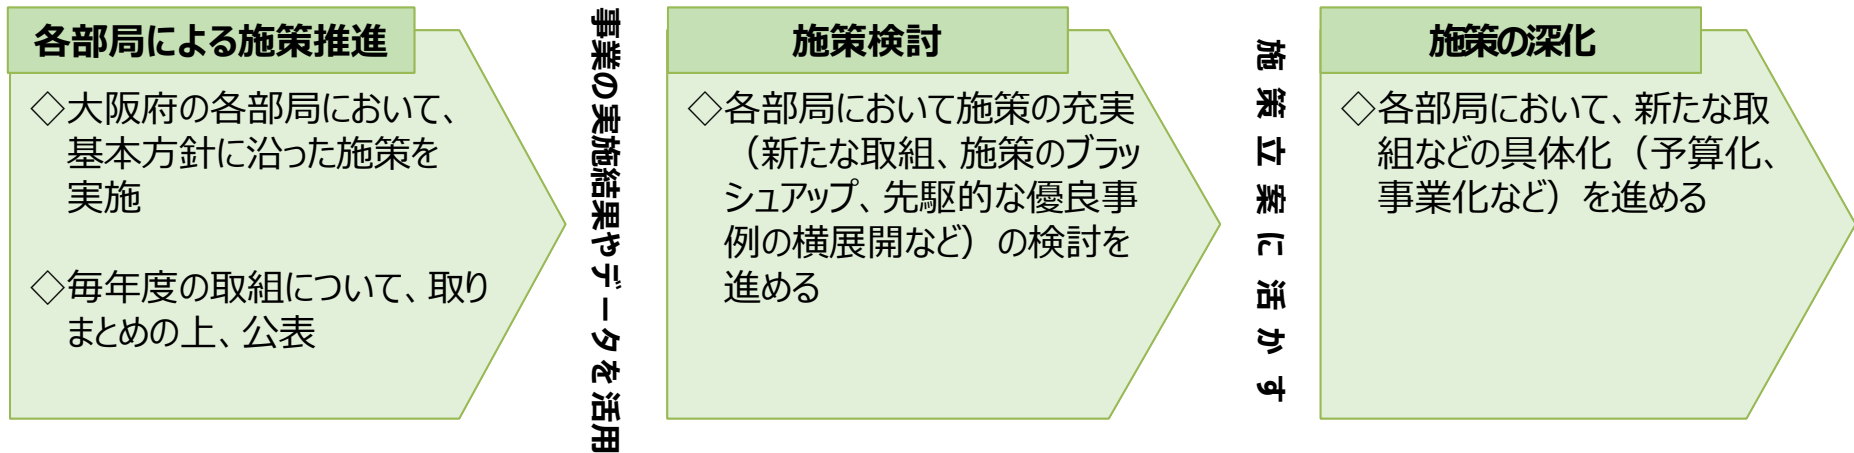 各部局による施策推進
◇大阪府の各部局において、
基本方針に沿った施策を
実施
◇毎年度の取組について、取り
まとめの上、公表
事業の実施結果やデータを活用
施策検討
◇各部局において施策の充実
（新たな取組、施策のブラッ
シュアップ、先駆的な優良事
例の横展開など）の検討を
進める
施策立案に活かす
施策の深化
◇各部局において、新たな取
組などの具体化（予算化、
事業化など）を進める